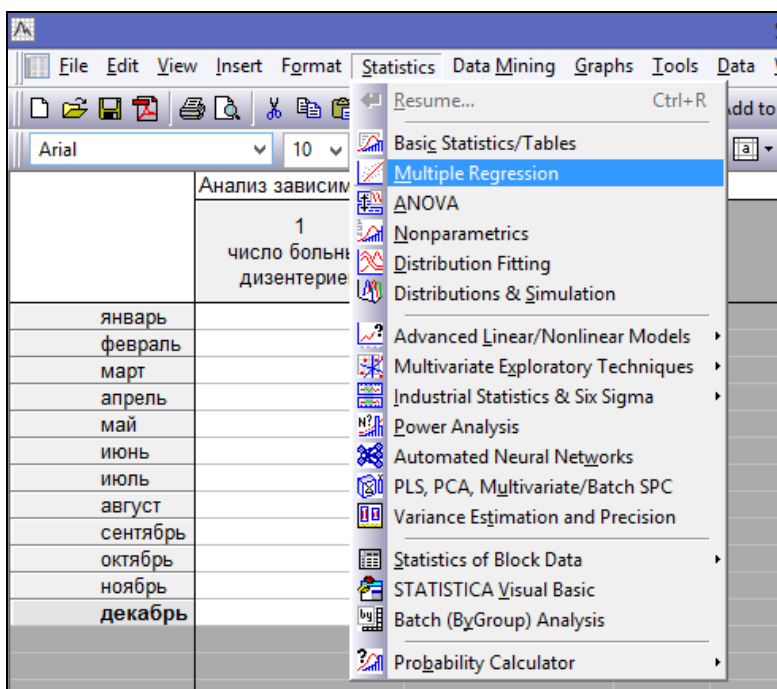 File Edit View Insert Format Statistics Data Mining Graphs Tools Data
Resume... Ctrl+R
Add to
Arial 10
Basic Statistics/Tables
Multiple Regression
ANOVA
Nonparametrics
Distribution Fitting
Distributions & Simulation
Advanced Linear/Nonlinear Models
Multivariate Exploratory Techniques
Industrial Statistics & Six Sigma
Power Analysis
Automated Neural Networks
PLS, PCA, Multivariate/Batch SPC
Variance Estimation and Precision
Statistics of Block Data
STATISTICA Visual Basic
Batch (ByGroup) Analysis
Probability Calculator
Анализ зависим
1
число больн
дизентерие
январь
февраль
март
апрель
май
июнь
июль
август
сентябрь
октябрь
ноябрь
декабрь